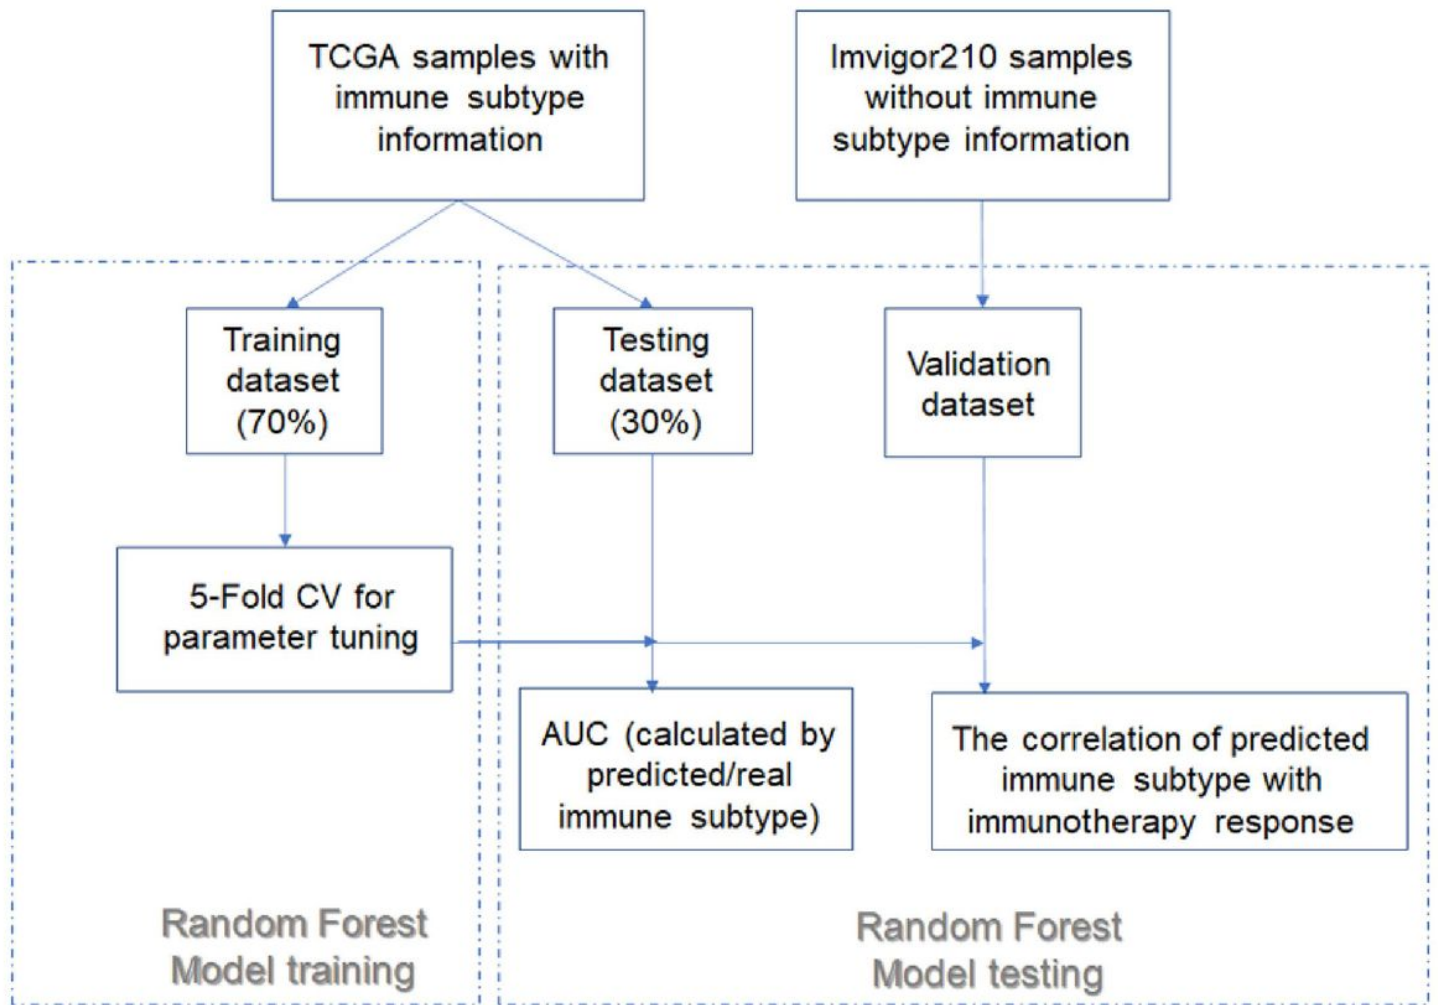 TCGA samples with
immune subtype
information
Imvigor210 samples
without immune
subtype information
Training
dataset
(70%)
Testing
dataset
(30%)
Validation
dataset
5-Fold CV for
parameter tuning
AUC (calculated by
predicted/real
immune subtype)
The correlation of predicted
immune subtype with
immunotherapy response
Random Forest
Model training
Random Forest
Model testing